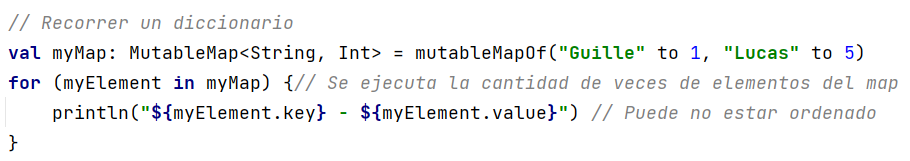 // Recorrer un diccionario
val myMap: MutableMap<String, Int> = mutableMapOf("Guille" to 1, "Lucas" to 5)
for (myElement in myMap) {// Se ejecuta la cantidad de veces de elementos del map
    println("${myElement.key} - ${myElement.value}") // Puede no estar ordenado
}